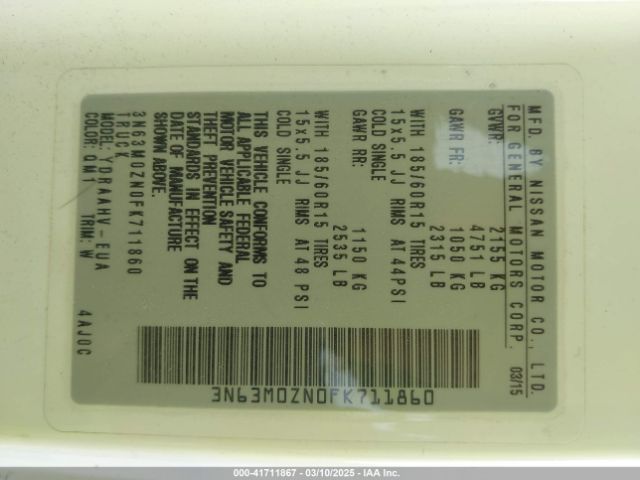 MFD. BY NISSAN MOTOR CO., LTD.
FOR GENERAL MOTORS CORP. 03/15
GVWR: 2155 KG
4751 LB
GAWR FR: 1050 KG
2315 LB
WITH 185/60R15 TIRES
15x5.5 JJ RIMS AT 44PSI
COLD SINGLE
GAWR RR: 1150 KG
2535 LB
WITH 185/60R15 TIRES
15x5.5 JJ RIMS AT 48 PSI
COLD SINGLE
THIS VEHICLE CONFORMS TO
ALL APPLICABLE FEDERAL
MOTOR VEHICLE SAFETY AND
THEFT PREVENTION
STANDARDS IN EFFECT ON THE
DATE OF MANUFACTURE
SHOWN ABOVE.
3N63M0ZN0FK711860
TRUCK
MODEL: YDRAAHV-EUA
COLOR: QM1 TRIM: W
4AJ0C
3N63M0ZN0FK711860
000-41711867 - 03/10/2025 - IAA Inc.